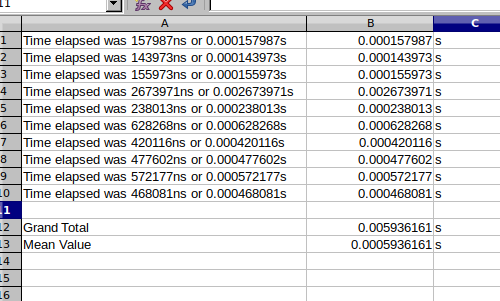 A B C
1 Time elapsed was 157987ns or 0.000157987s 0.000157987 s
2 Time elapsed was 143973ns or 0.000143973s 0.000143973 s
3 Time elapsed was 155973ns or 0.000155973s 0.000155973 s
4 Time elapsed was 2673971ns or 0.002673971s 0.002673971 s
5 Time elapsed was 238013ns or 0.000238013s 0.000238013 s
6 Time elapsed was 628268ns or 0.000628268s 0.000628268 s
7 Time elapsed was 420116ns or 0.000420116s 0.000420116 s
8 Time elapsed was 477602ns or 0.000477602s 0.000477602 s
9 Time elapsed was 572177ns or 0.000572177s 0.000572177 s
10 Time elapsed was 468081ns or 0.000468081s 0.000468081 s
11
12 Grand Total 0.005936161 s
13 Mean Value 0.0005936161 s
14
15
16